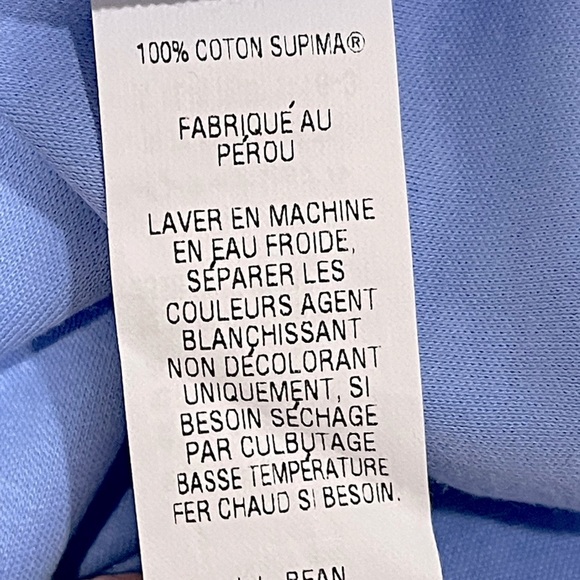 100% COTON SUPIMA®
FABRIQUÉ AU
PÉROU
LAVER EN MACHINE
EN EAU FROIDE,
SÉPARER LES
COULEURS AGENT
BLANCHISSANT
NON DÉCOLORANT
UNIQUEMENT, SI
BESOIN SÉCHAGE
PAR CULBUTAGE
BASSE TEMPÉRATURE
FER CHAUD SI BESOIN.
BEAN